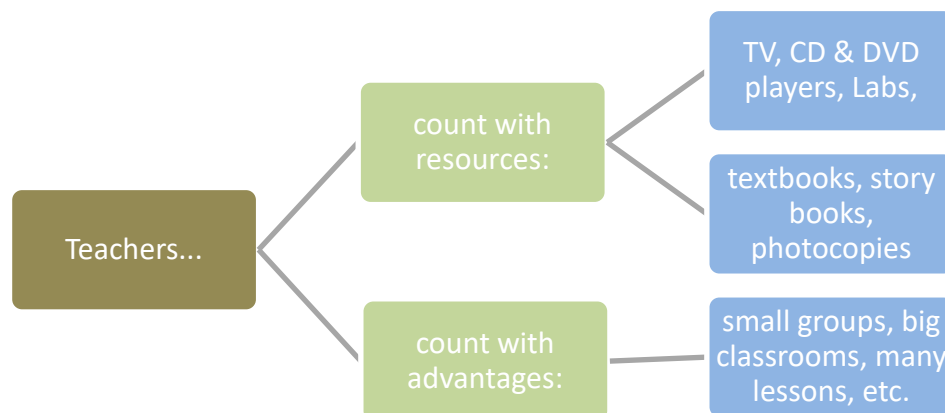 Teachers...
count with
resources:
TV, CD & DVD
players, Labs,
textbooks, story
books,
photocopies
count with
advantages:
small groups, big
classrooms, many
lessons, etc.